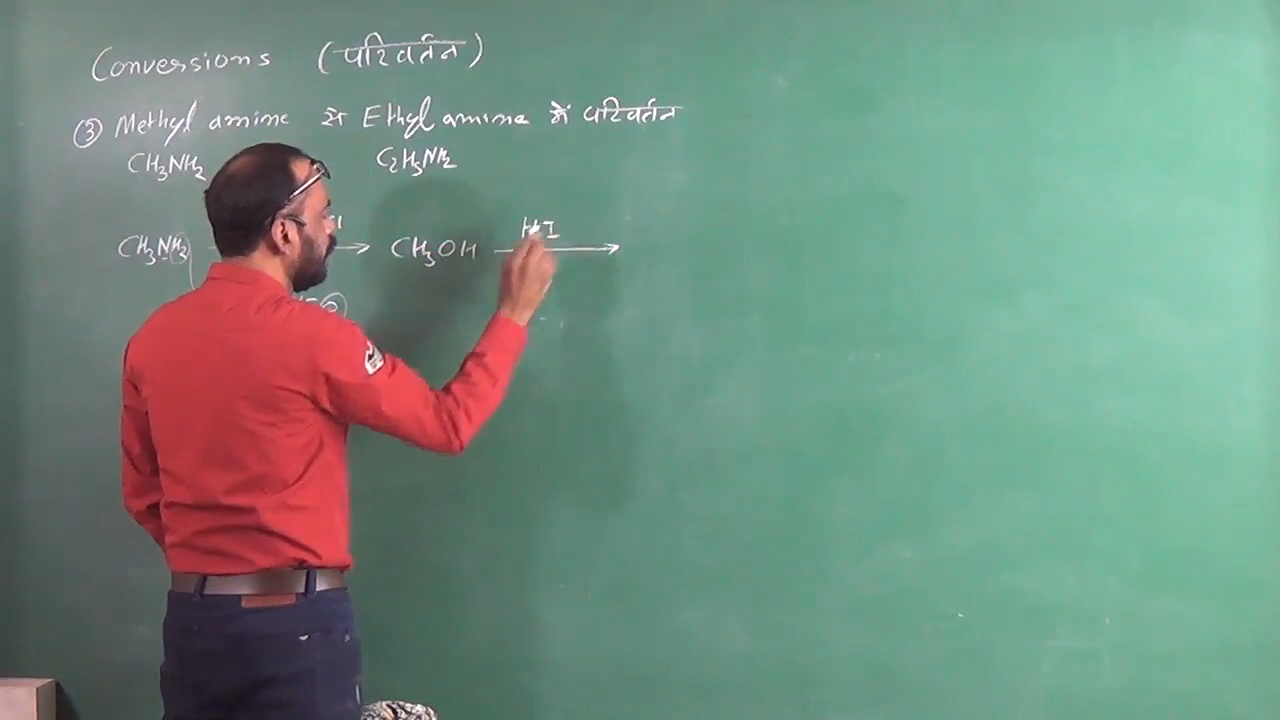 Conversions (परिवर्तन)
③ Methyl amine से Ethyl amine में परिवर्तन
CH₃NH₂ C₂H₅NH₂
CH₃NH₂ → CH₃OH HI →